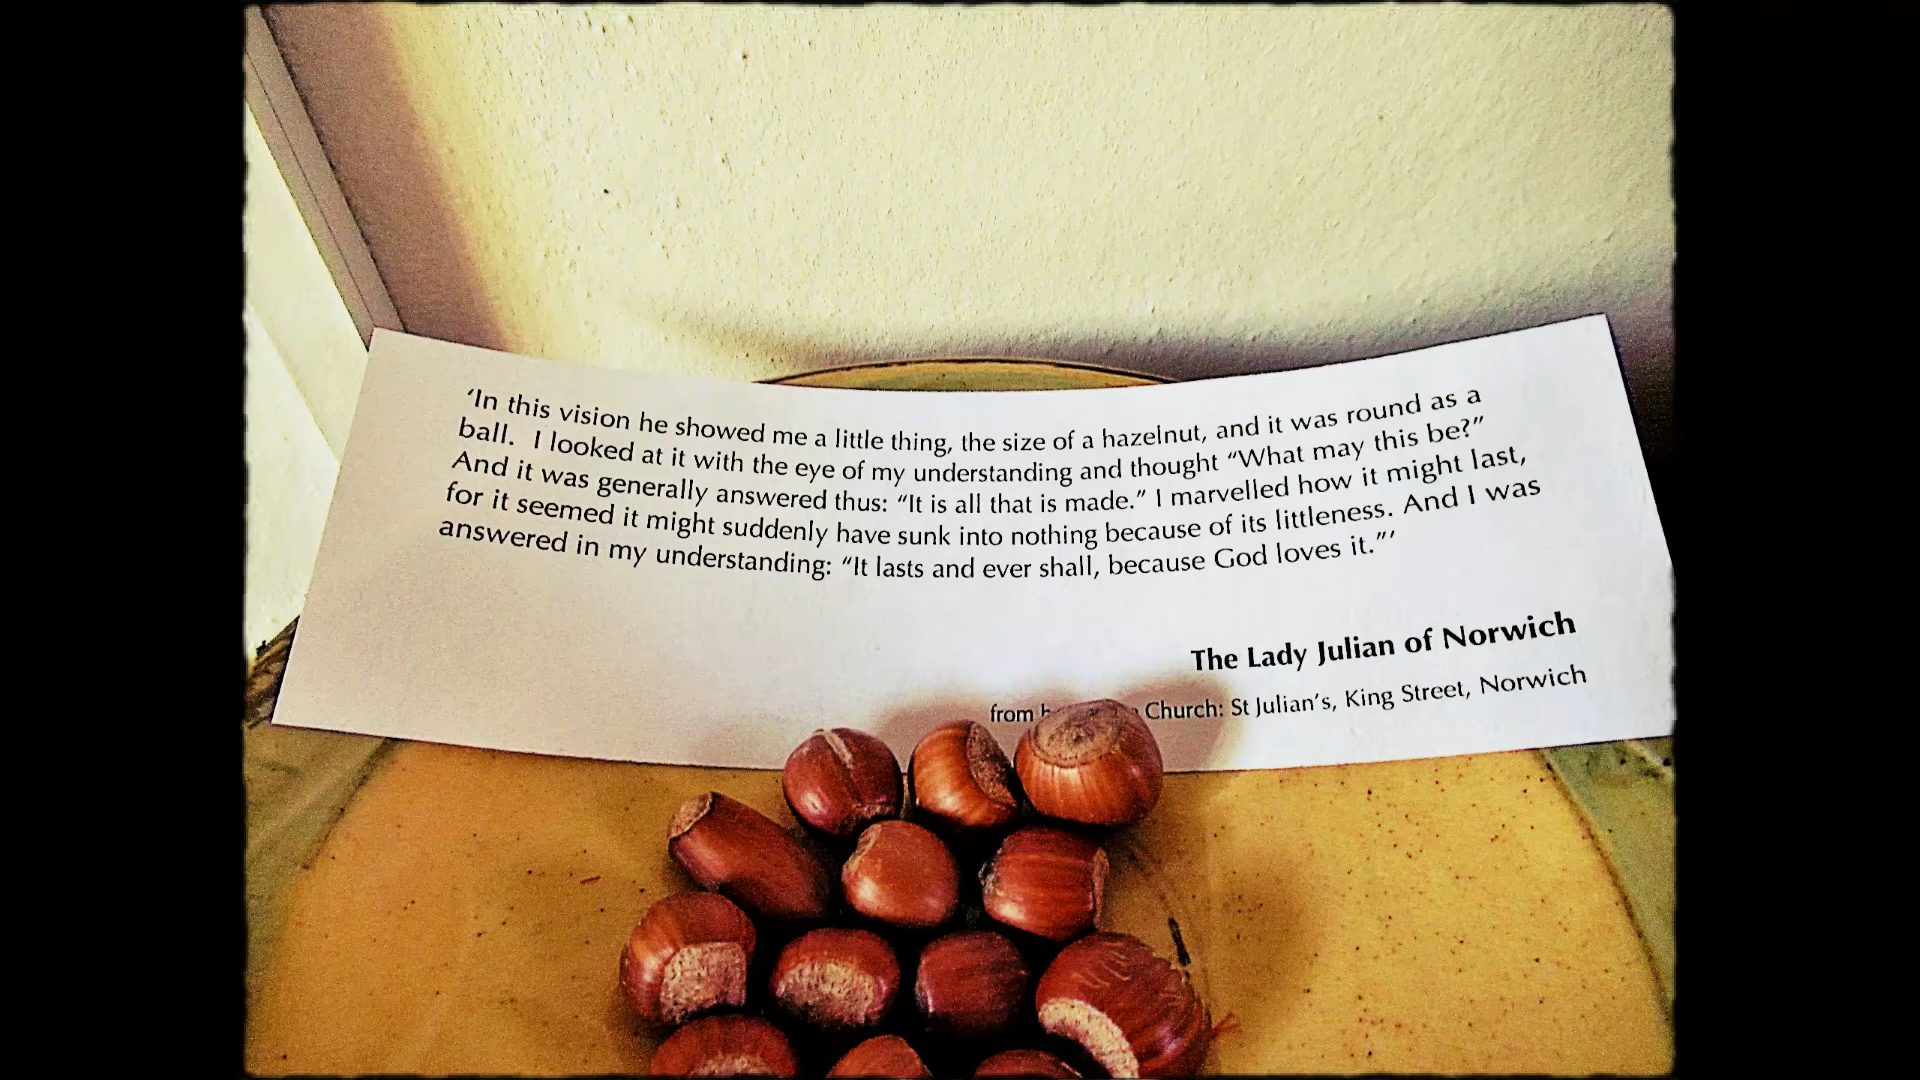 ‘In this vision he showed me a little thing, the size of a hazelnut, and it was round as a
ball. I looked at it with the eye of my understanding and thought “What may this be?”
And it was generally answered thus: “It is all that is made.” I marvelled how it might last,
for it seemed it might suddenly have sunk into nothing because of its littleness. And I was
answered in my understanding: “It lasts and ever shall, because God loves it.”’
The Lady Julian of Norwich
from Church: St Julian’s, King Street, Norwich